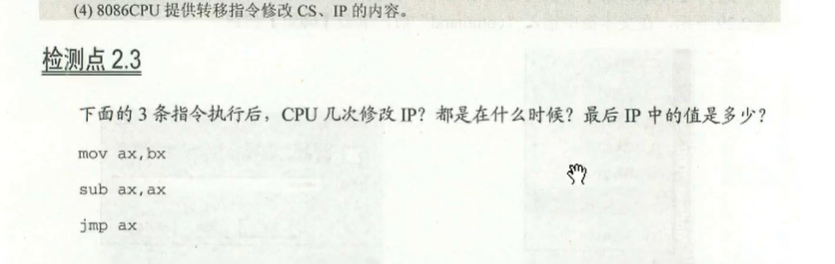 (4) 8086CPU 提供转移指令修改 CS、IP 的内容。
检测点 2.3
下面的 3 条指令执行后，CPU 几次修改 IP？都是在什么时候？最后 IP 中的值是多少？
mov ax,bx
sub ax,ax
jmp ax